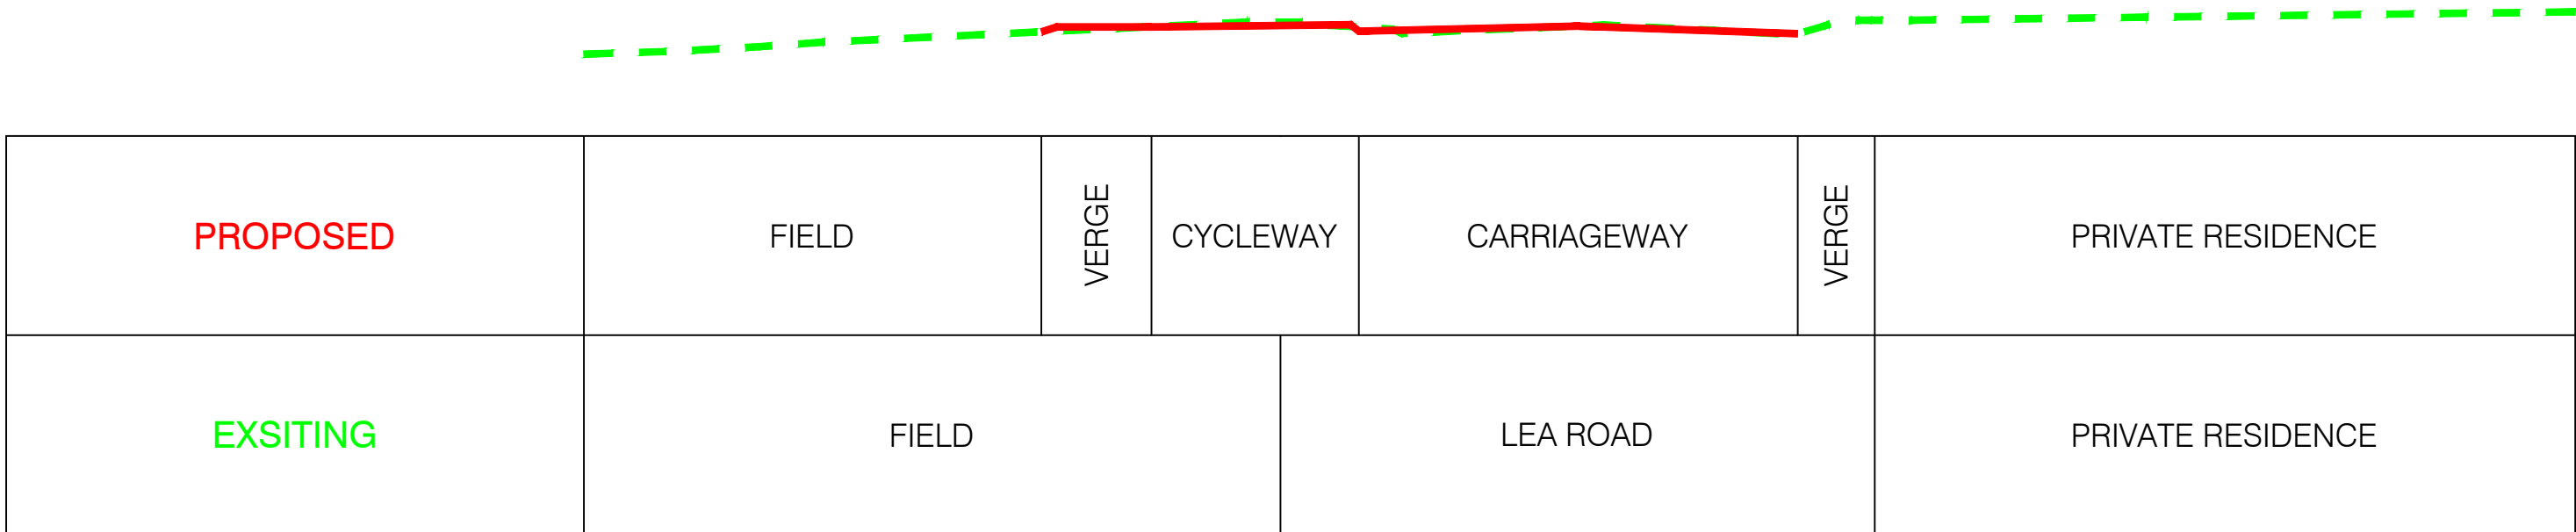 PROPOSED
FIELD
VERGE
CYCLEWAY
CARRIAGEWAY
VERGE
PRIVATE RESIDENCE
EXSITING
FIELD
LEA ROAD
PRIVATE RESIDENCE